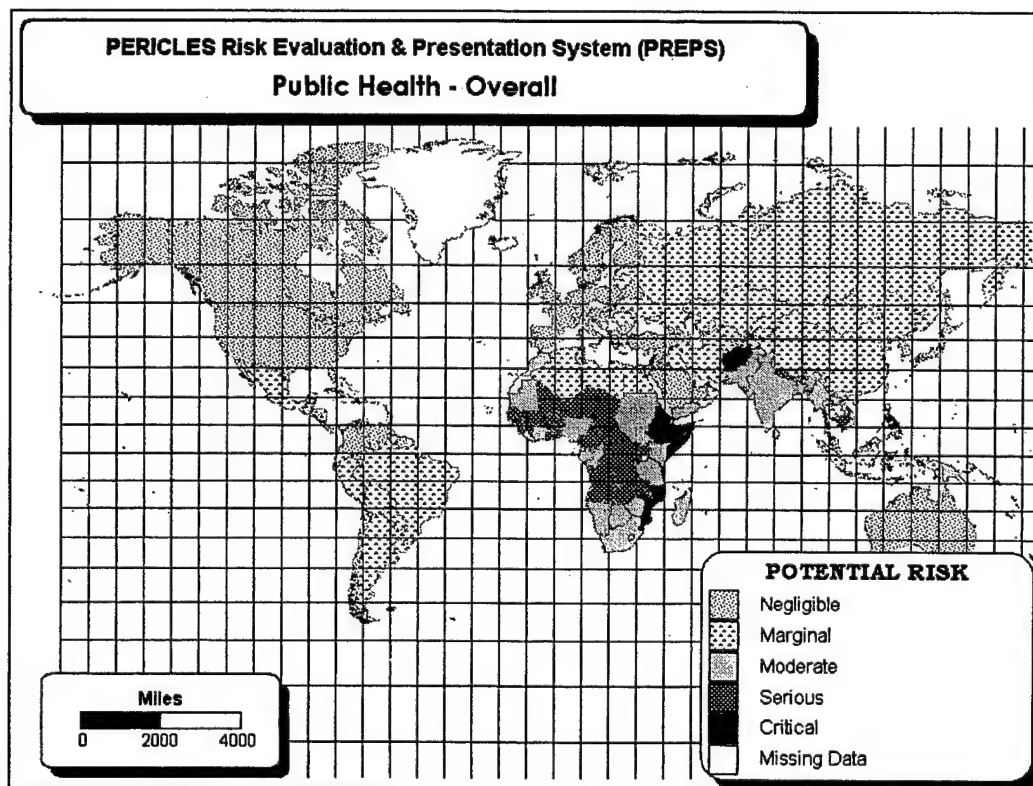 PERICLES Risk Evaluation & Presentation System (PREPS)
Public Health - Overall
POTENTIAL RISK
Negligible
Marginal
Moderate
Serious
Critical
Missing Data
Miles
0 2000 4000